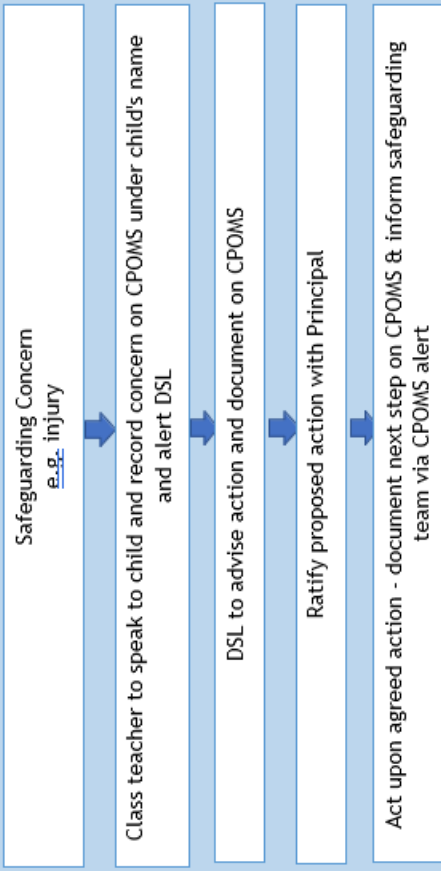 Safeguarding Concern
e.g. injury
Class teacher to speak to child and record concern on CPOMS under child's name
and alert DSL
DSL to advise action and document on CPOMS
Ratify proposed action with Principal
Act upon agreed action - document next step on CPOMS & inform safeguarding
team via CPOMS alert